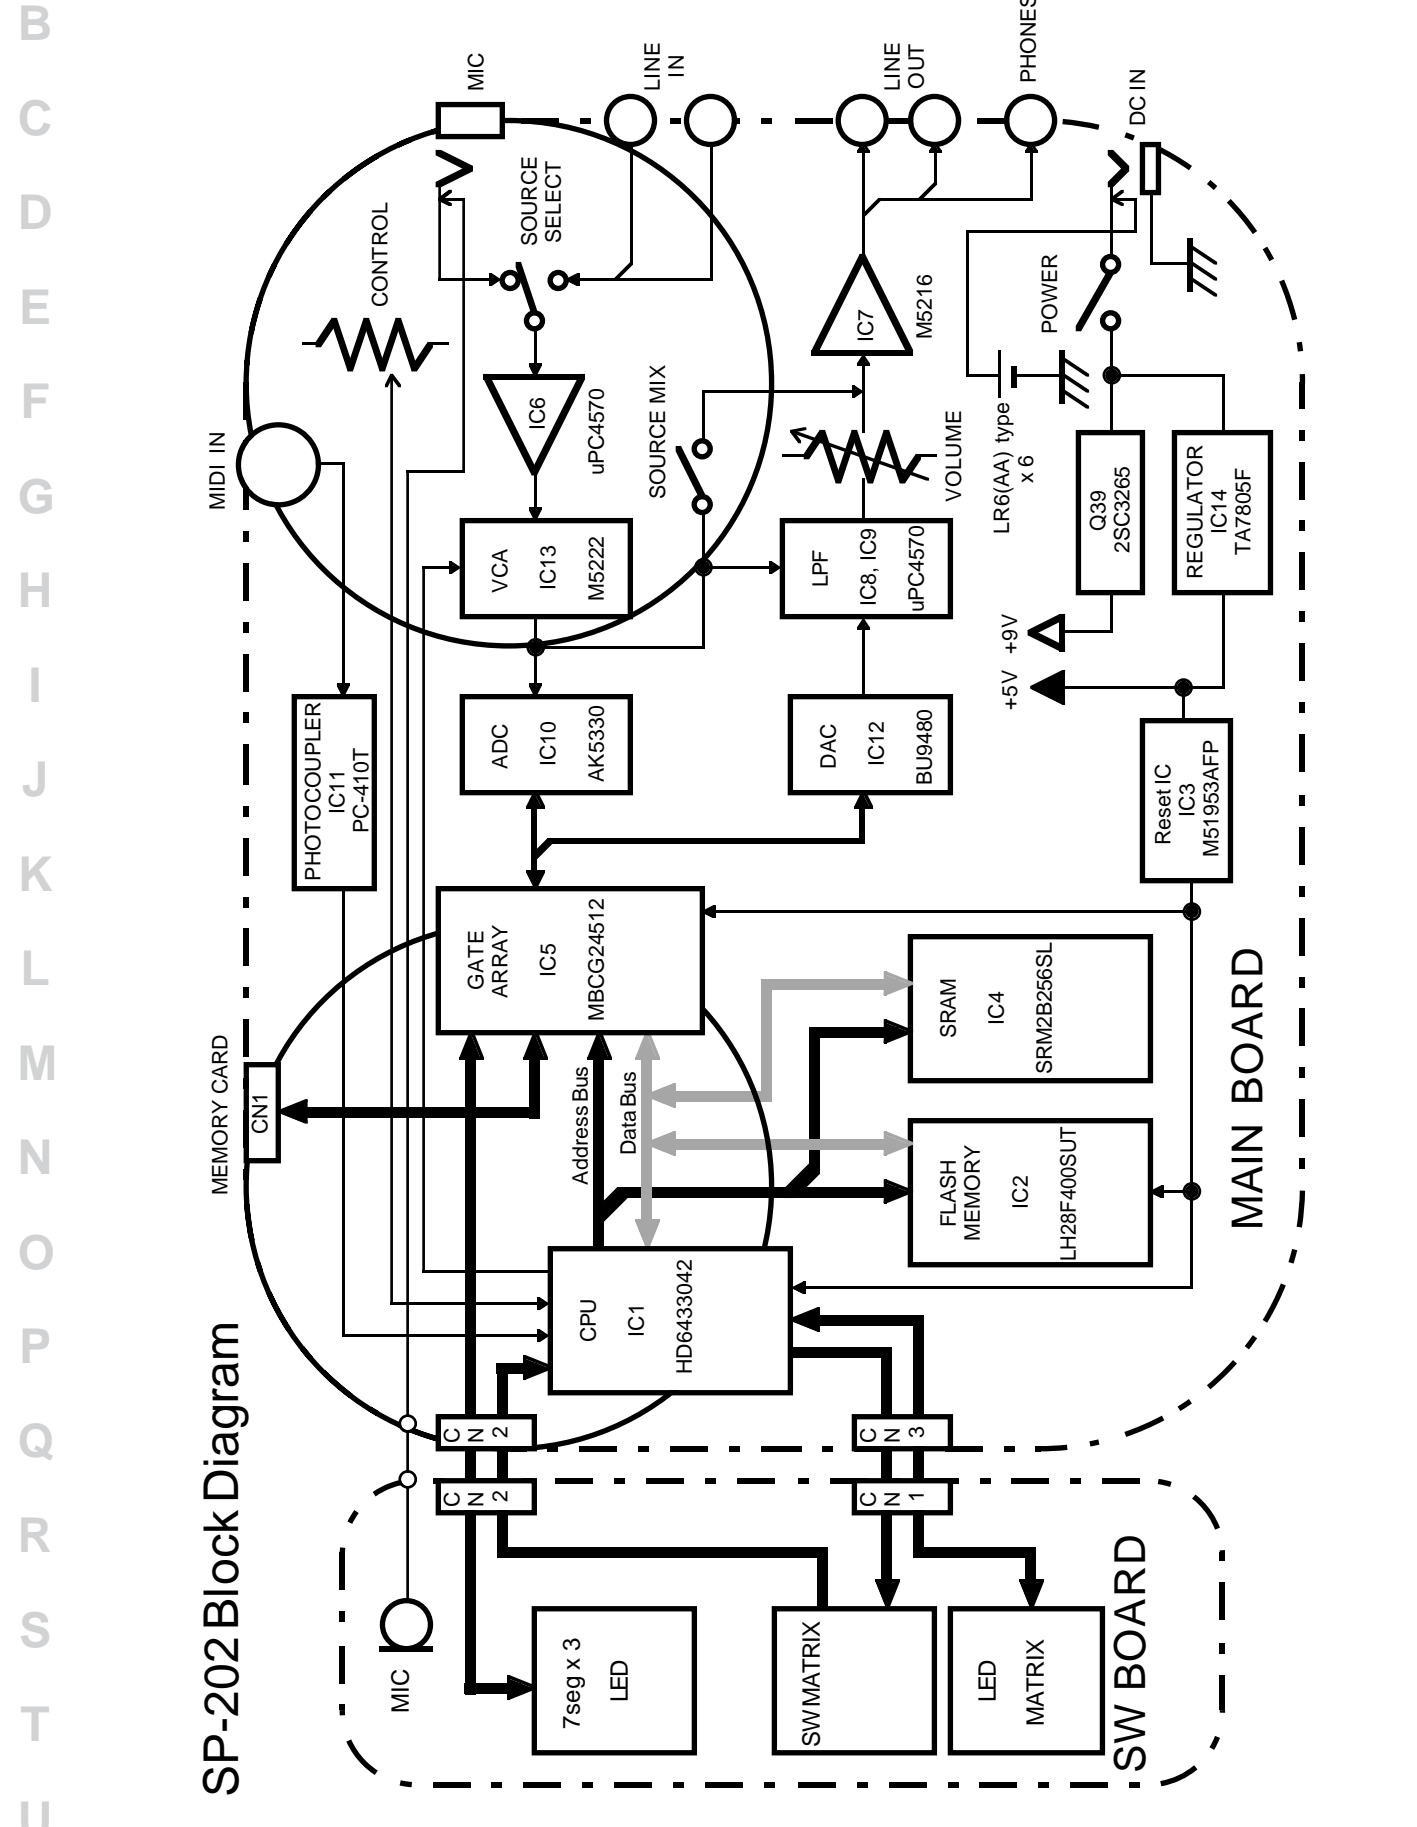 B
C
D
E
F
G
H
I
J
K
L
M
N
O
P
Q
R
S
T
U
SP-202 Block Diagram
MIDI IN
MEMORY CARD
CN1
CONTROL
MIC
SOURCE
SELECT
LINE
IN
LINE
OUT
PHONES
DC IN
IC6
uPC4570
SOURCE MIX
IC7
M5216
POWER
VOLUME
LR6(AA) type
x 6
VCA
IC13
M5222
LPF
IC8, IC9
uPC4570
Q39
2SC3265
REGULATOR
IC14
TA7805F
+9V
+5V
PHOTOCOUPLER
IC11
PC-410T
ADC
IC10
AK5330
DAC
IC12
BU9480
Reset IC
IC3
M51953AFP
GATE
ARRAY
IC5
MBCG24512
SRAM
IC4
SRM2B256SL
Address Bus
Data Bus
FLASH
MEMORY
IC2
LH28F400SUT
CPU
IC1
HD6433042
MAIN BOARD
CN2
CN3
CN2
CN1
MIC
7seg x 3
LED
SW MATRIX
LED
MATRIX
SW BOARD